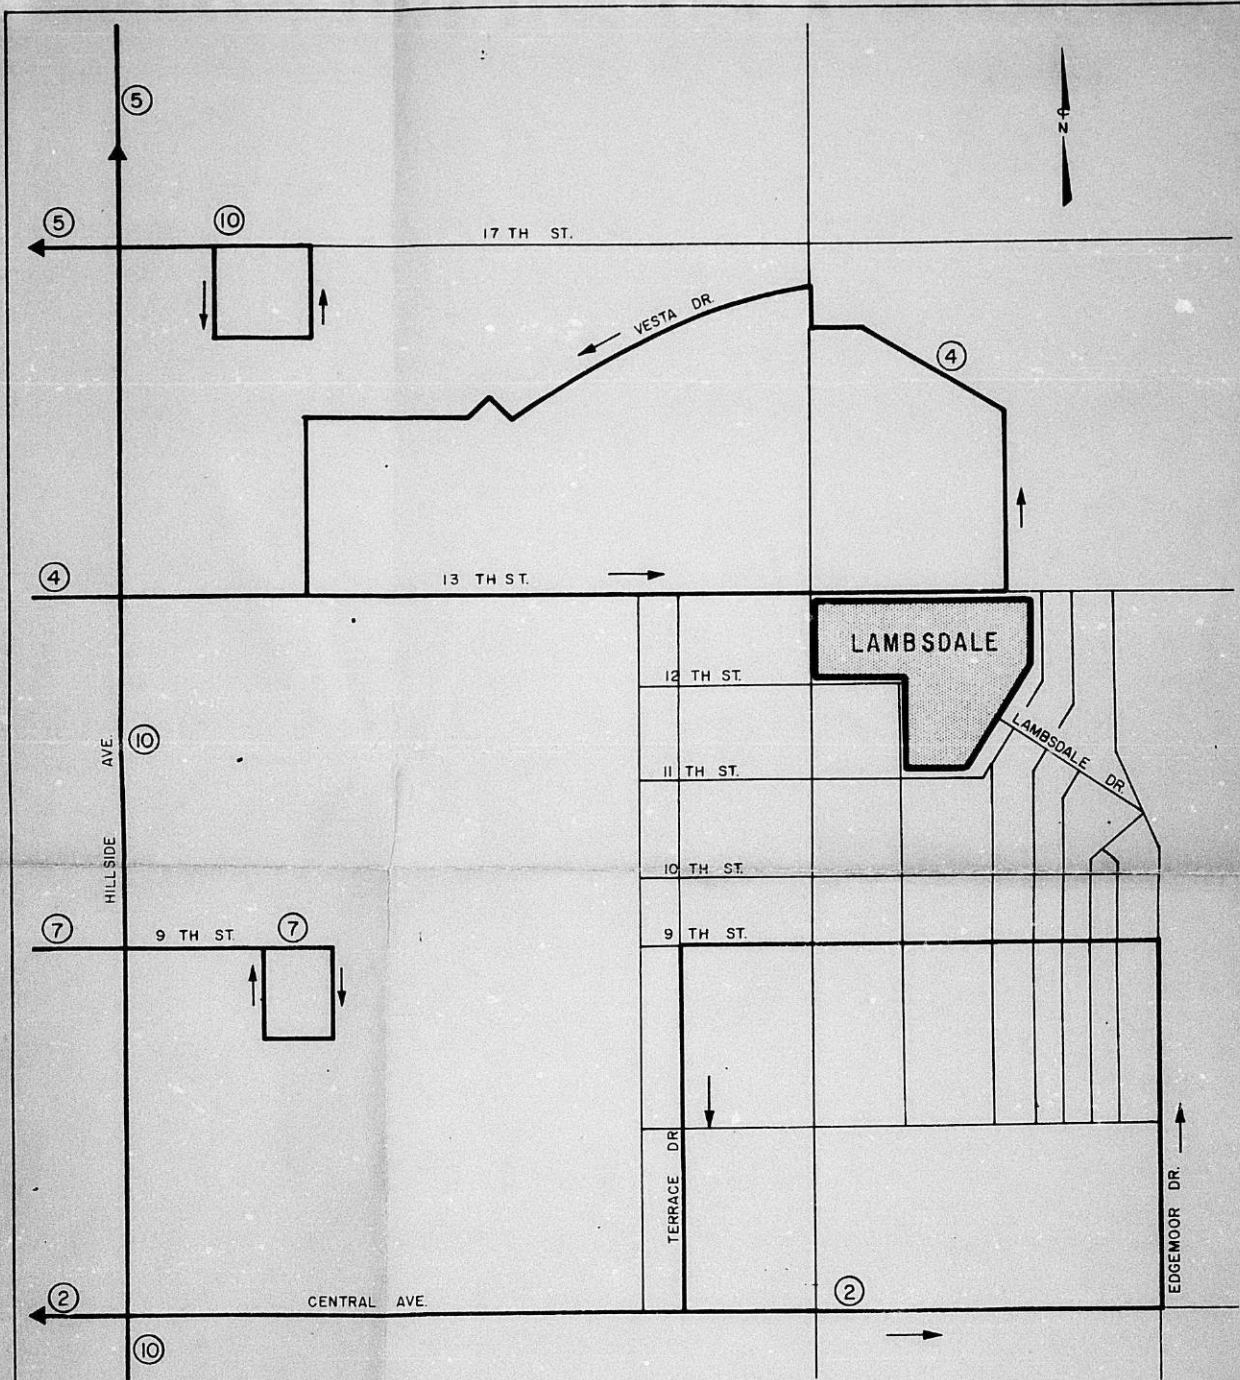 5
N
5
10
17 TH ST.
VESTA DR.
4
4
13 TH ST.
LAMBSDALE
12 TH ST.
LAMBSDALE DR.
HILLSIDE AVE.
10
11 TH ST.
10 TH ST.
7
9 TH ST.
7
9 TH ST.
TERRACE DR
EDGEMOOR DR.
2
CENTRAL AVE.
2
10